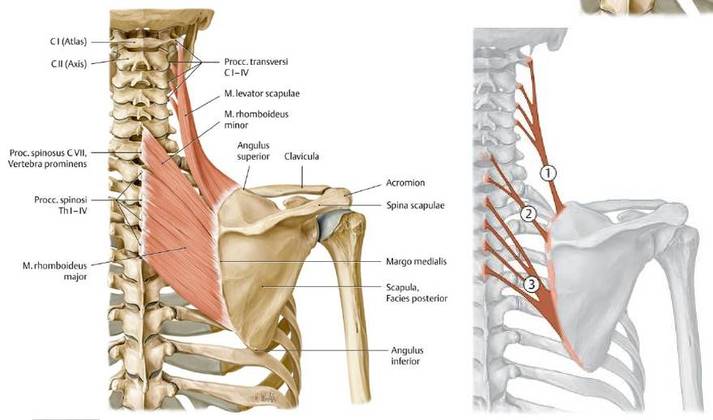 C I (Atlas)
C II (Axis)
Procc. transversi
C I–IV
M. levator scapulae
M. rhomboideus
minor
Proc. spinosus C VII,
Vertebra prominens
Angulus
superior
Clavicula
Acromion
Spina scapulae
Procc. spinosi
Th I–IV
M. rhomboideus
major
Margo medialis
Scapula,
Facies posterior
Angulus
inferior
1
2
3